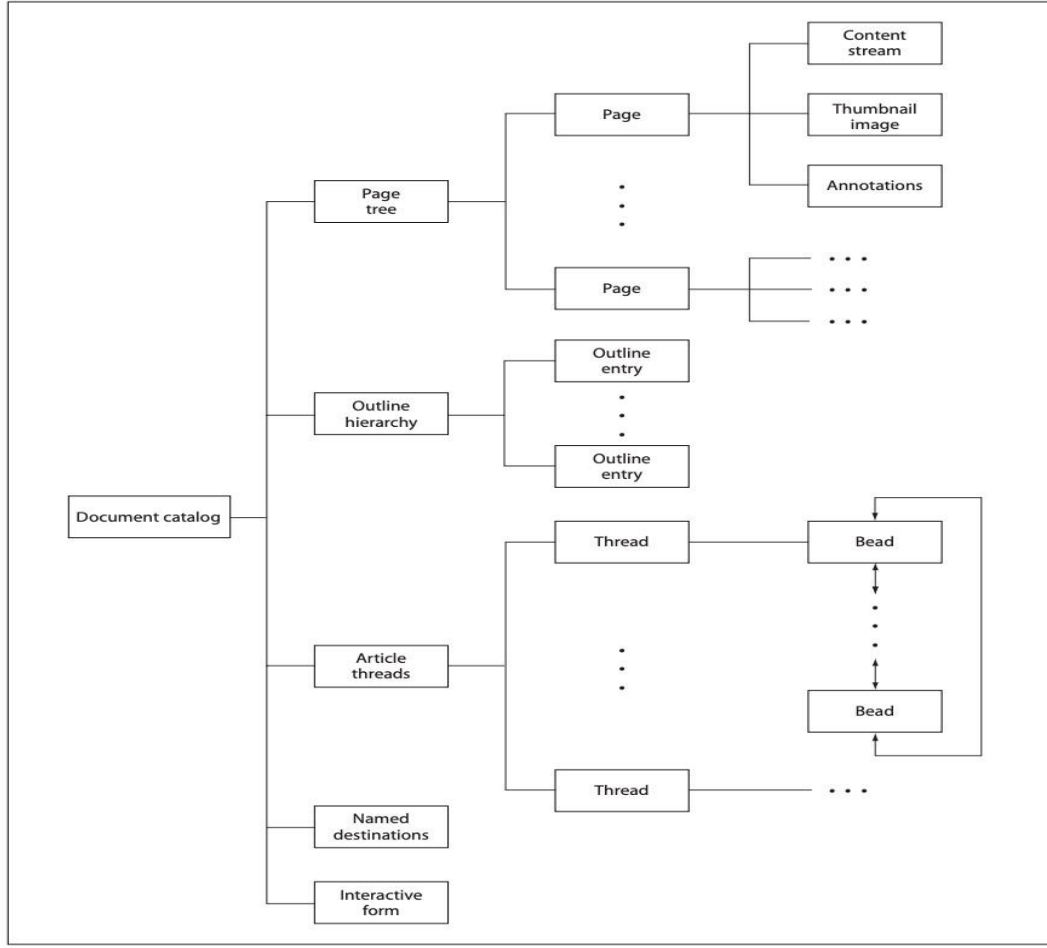 Content
stream
Page
Thumbnail
image
Page
tree
Annotations
Page
Outline
entry
Outline
hierarchy
Outline
entry
Document catalog
Thread
Bead
Article
threads
Bead
Thread
Named
destinations
Interactive
form